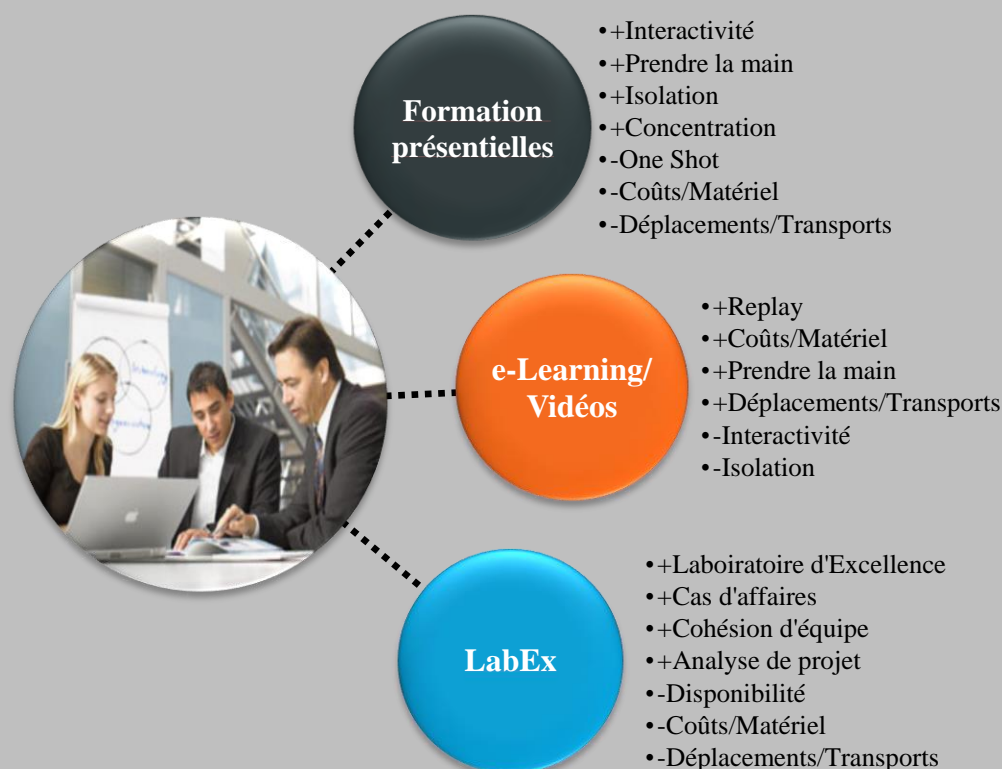 Formation
présentielles
•+Interactivité
•+Prendre la main
•+Isolation
•+Concentration
•-One Shot
•-Coûts/Matériel
•-Déplacements/Transports
e-Learning/
Vidéos
•+Replay
•+Coûts/Matériel
•+Prendre la main
•+Déplacements/Transports
•-Interactivité
•-Isolation
LabEx
•+Laboiratoire d'Excellence
•+Cas d'affaires
•+Cohésion d'équipe
•+Analyse de projet
•-Disponibilité
•-Coûts/Matériel
•-Déplacements/Transports